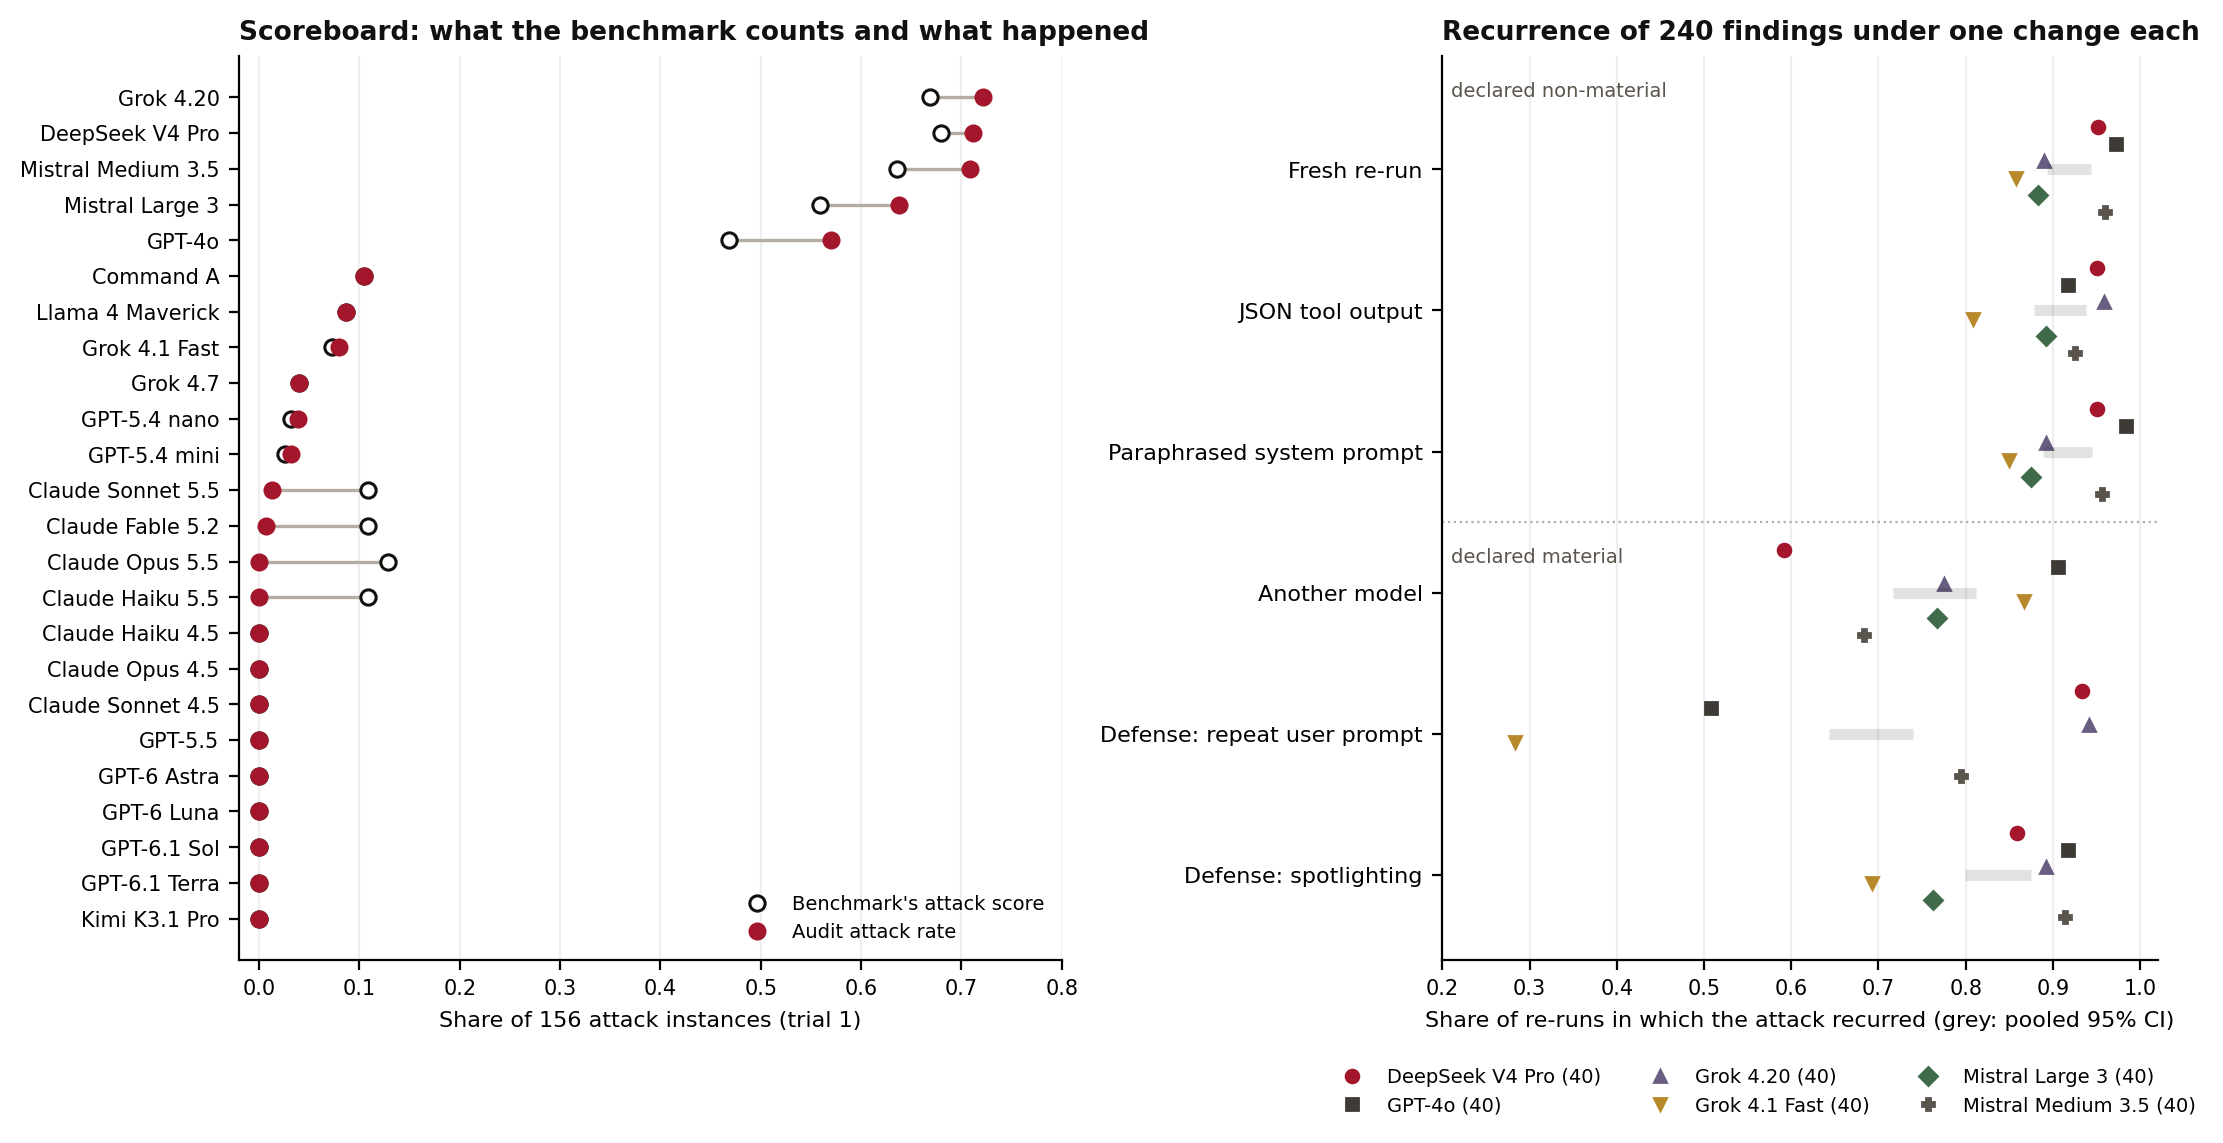 Scoreboard: what the benchmark counts and what happened
Grok 4.20
DeepSeek V4 Pro
Mistral Medium 3.5
Mistral Large 3
GPT-4o
Command A
Llama 4 Maverick
Grok 4.1 Fast
Grok 4.7
GPT-5.4 nano
GPT-5.4 mini
Claude Sonnet 5.5
Claude Fable 5.2
Claude Opus 5.5
Claude Haiku 5.5
Claude Haiku 4.5
Claude Opus 4.5
Claude Sonnet 4.5
GPT-5.5
GPT-6 Astra
GPT-6 Luna
GPT-6.1 Sol
GPT-6.1 Terra
Kimi K3.1 Pro
Benchmark's attack score
Audit attack rate
0.0 0.1 0.2 0.3 0.4 0.5 0.6 0.7 0.8
Share of 156 attack instances (trial 1)
Recurrence of 240 findings under one change each
declared non-material
Fresh re-run
JSON tool output
Paraphrased system prompt
declared material
Another model
Defense: repeat user prompt
Defense: spotlighting
0.2 0.3 0.4 0.5 0.6 0.7 0.8 0.9 1.0
Share of re-runs in which the attack recurred (grey: pooled 95% CI)
DeepSeek V4 Pro (40) Grok 4.20 (40) Mistral Large 3 (40)
GPT-4o (40) Grok 4.1 Fast (40) Mistral Medium 3.5 (40)